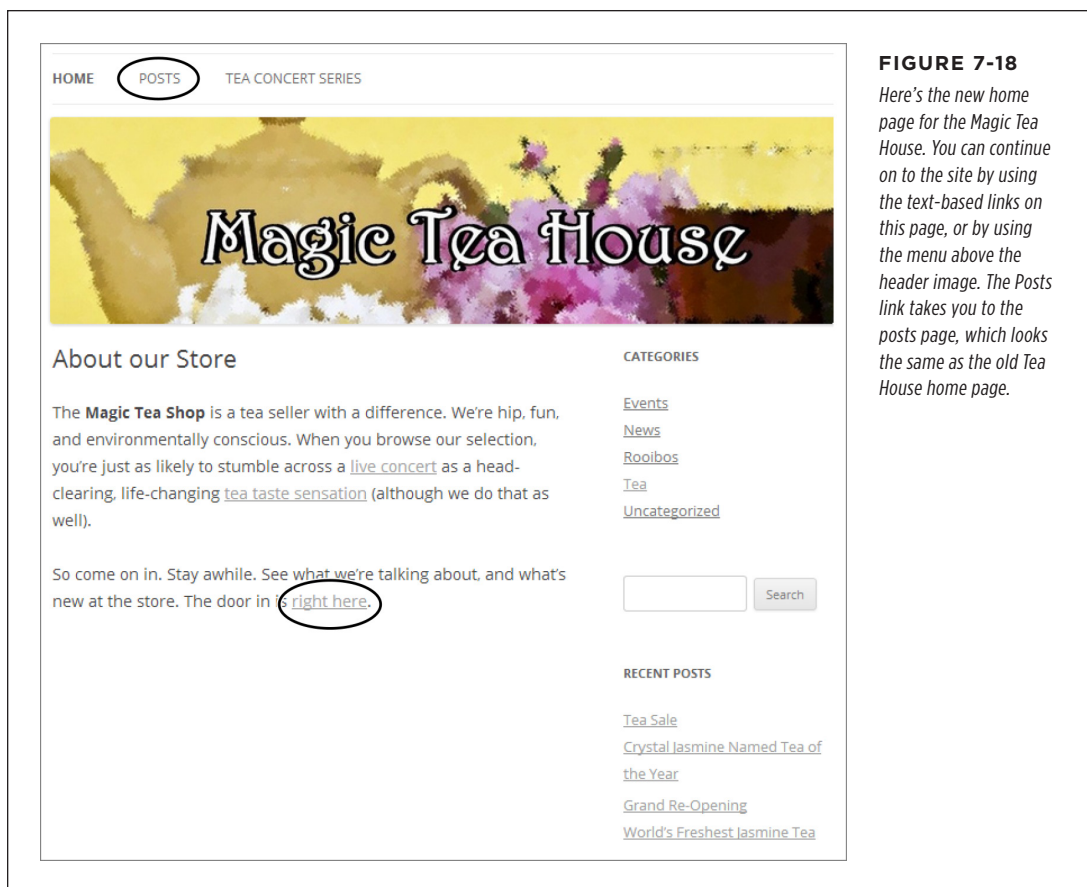 HOME POSTS TEA CONCERT SERIES
Magic Tea House
About our Store
The Magic Tea Shop is a tea seller with a difference. We're hip, fun,
and environmentally conscious. When you browse our selection,
you're just as likely to stumble across a live concert as a head-
clearing, life-changing tea taste sensation (although we do that as
well).
So come on in. Stay awhile. See what we're talking about, and what's
new at the store. The door in is right here.
CATEGORIES
Events
News
Rooibos
Tea
Uncategorized
Search
RECENT POSTS
Tea Sale
Crystal Jasmine Named Tea of
the Year
Grand Re-Opening
World's Freshest Jasmine Tea
FIGURE 7-18
Here's the new home
page for the Magic Tea
House. You can continue
on to the site by using
the text-based links on
this page, or by using
the menu above the
header image. The Posts
link takes you to the
posts page, which looks
the same as the old Tea
House home page.